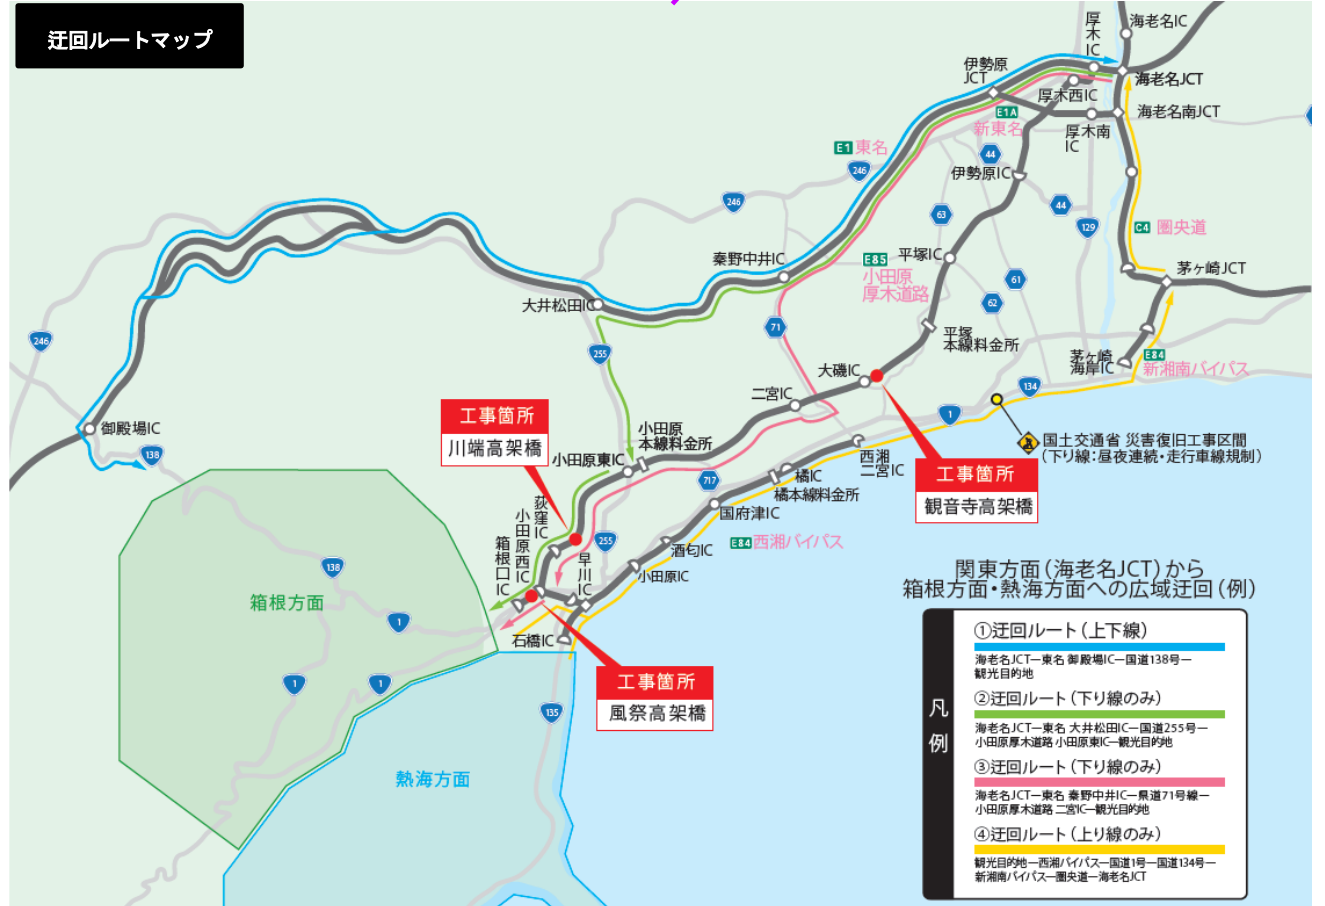 迂回ルートマップ
厚木IC
海老名IC
伊勢原
JCT
海老名JCT
厚木西IC
E1A
新東名
海老名南JCT
厚木南
IC
E1 東名
246
44
伊勢原IC
246
63
44
129
C4 圏央道
秦野中井IC
E85
小田原
厚木道路
平塚IC
茅ヶ崎JCT
61
62
大井松田IC
71
平塚
本線料金所
246
255
茅ヶ崎
海岸IC
E84
新湘南バイパス
大磯IC
134
二宮IC
1
工事箇所
川端高架橋
小田原
本線料金所
御殿場IC
138
国土交通省 災害復旧工事区間
(下り線:昼夜連続・走行車線規制)
小田原東IC
西湘
二宮IC
工事箇所
観音寺高架橋
717
橘IC
橘本線料金所
国府津IC
荻窪IC
小田原西IC
箱根口IC
255
早川IC
酒匂IC
E84 西湘バイパス
小田原IC
138
箱根方面
1
石橋IC
関東方面(海老名JCT)から
箱根方面・熱海方面への広域迂回(例)
工事箇所
風祭高架橋
1
1
135
熱海方面
凡例
①迂回ルート(上下線)
海老名JCTー東名 御殿場ICー国道138号ー
観光目的地
②迂回ルート(下り線のみ)
海老名JCTー東名 大井松田ICー国道255号ー
小田原厚木道路 小田原東ICー観光目的地
③迂回ルート(下り線のみ)
海老名JCTー東名 秦野中井ICー県道71号線ー
小田原厚木道路 二宮ICー観光目的地
④迂回ルート(上り線のみ)
観光目的地ー西湘バイパスー国道1号ー国道134号ー
新湘南バイパスー圏央道ー海老名JCT